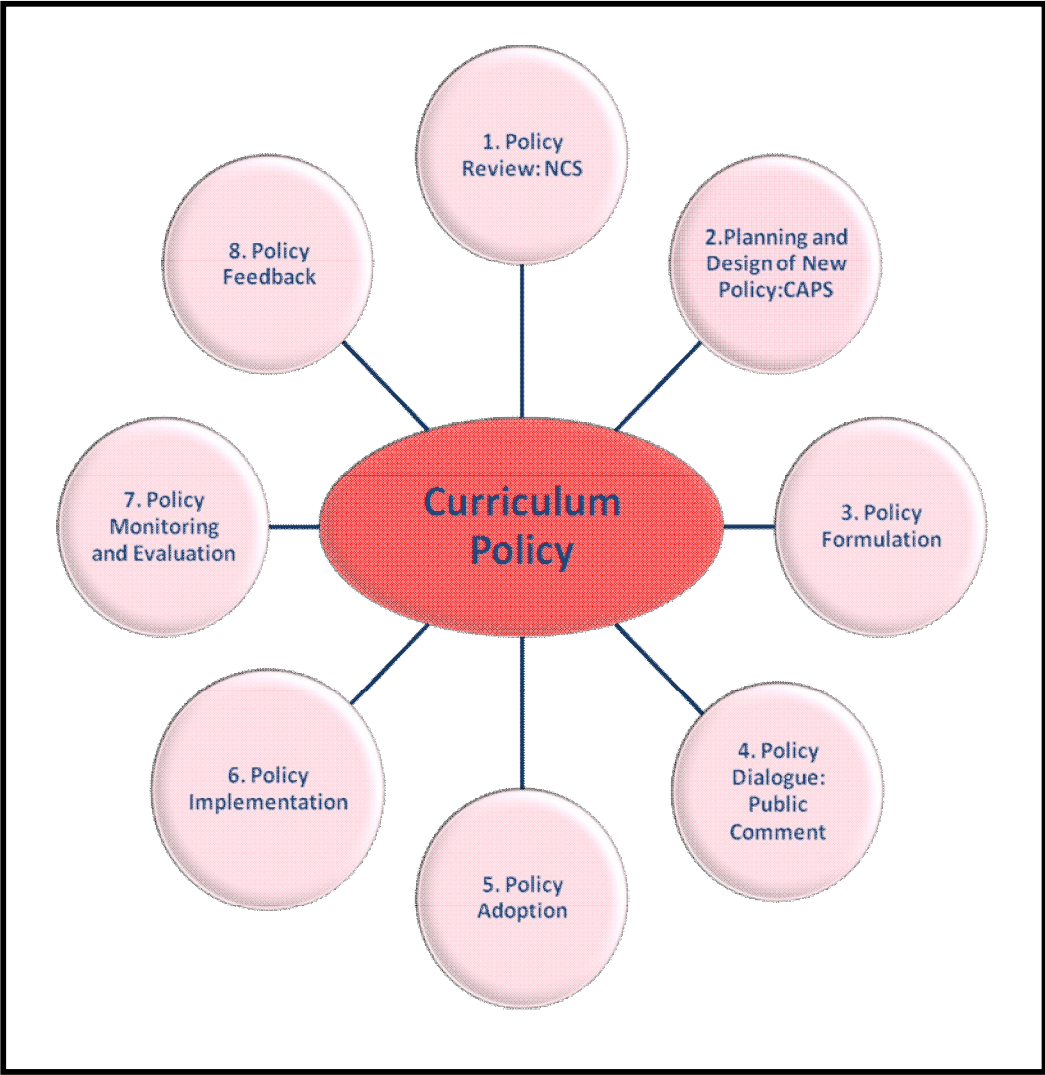 1. Policy
Review: NCS
2.Planning and
Design of New
Policy:CAPS
3. Policy
Formulation
4. Policy
Dialogue:
Public
Comment
5. Policy
Adoption
6. Policy
Implementation
7. Policy
Monitoring
and Evaluation
8. Policy
Feedback
Curriculum
Policy